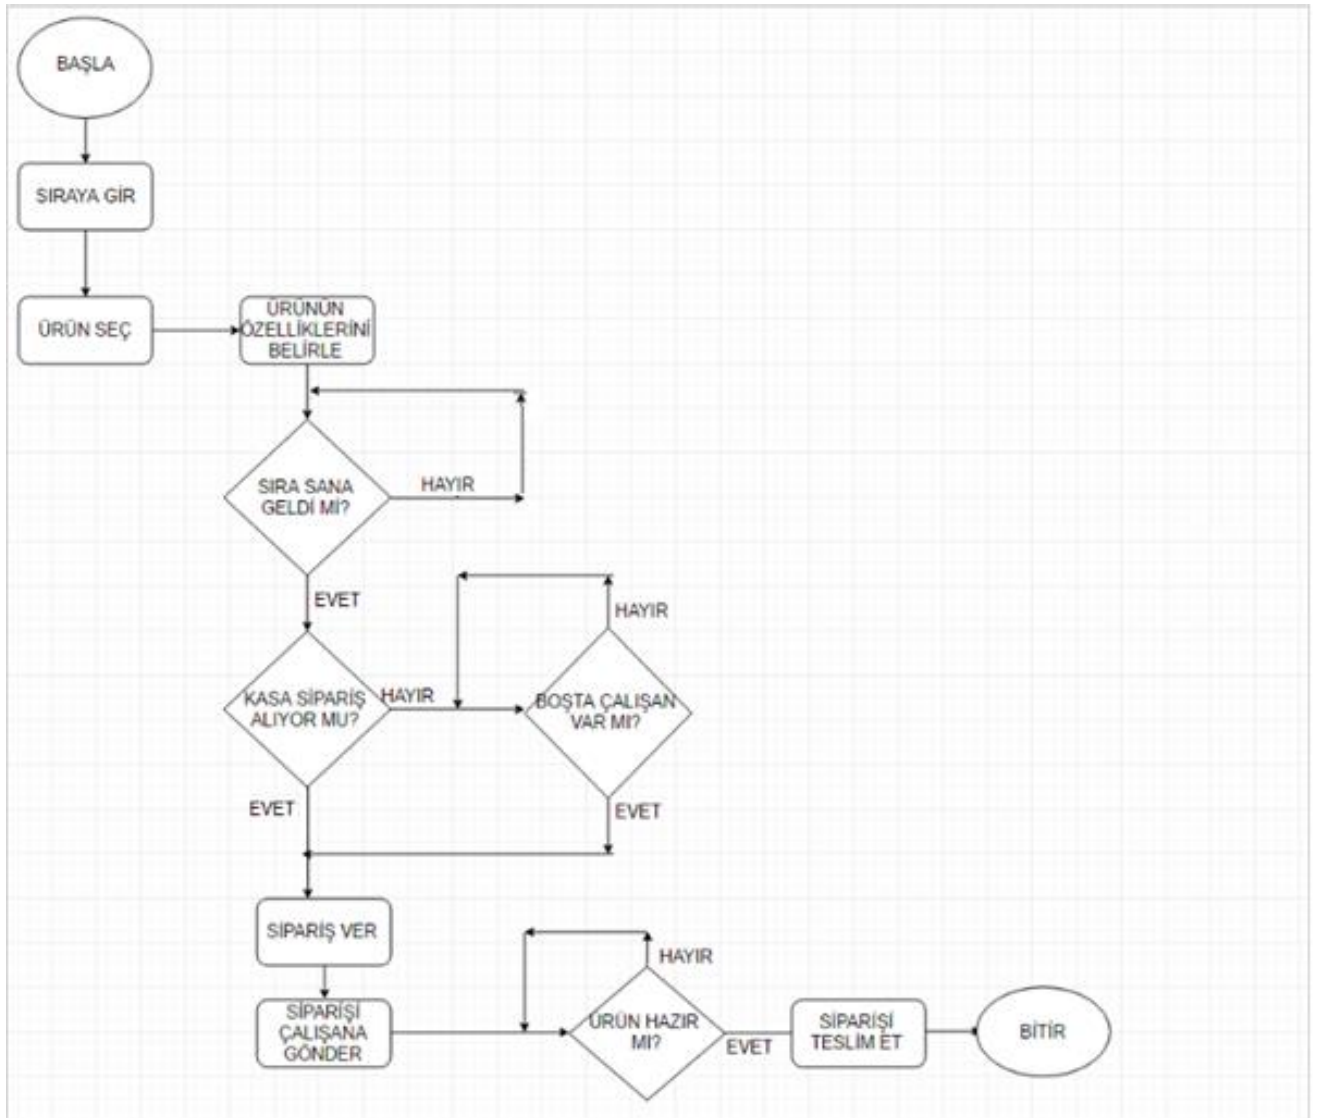 BAŞLA
SIRAYA GİR
ÜRÜN SEÇ
ÜRÜNÜN
ÖZELLİKLERİNİ
BELİRLE
SIRA SANA
GELDİ Mİ?
HAYIR
EVET
KASA SİPARİŞ
ALIYOR MU?
HAYIR
BOŞTA ÇALIŞAN
VAR MI?
HAYIR
EVET
EVET
SİPARİŞ VER
SİPARİŞİ
ÇALIŞANA
GÖNDER
ÜRÜN HAZIR
MI?
HAYIR
EVET
SİPARİŞİ
TESLİM ET
BİTİR